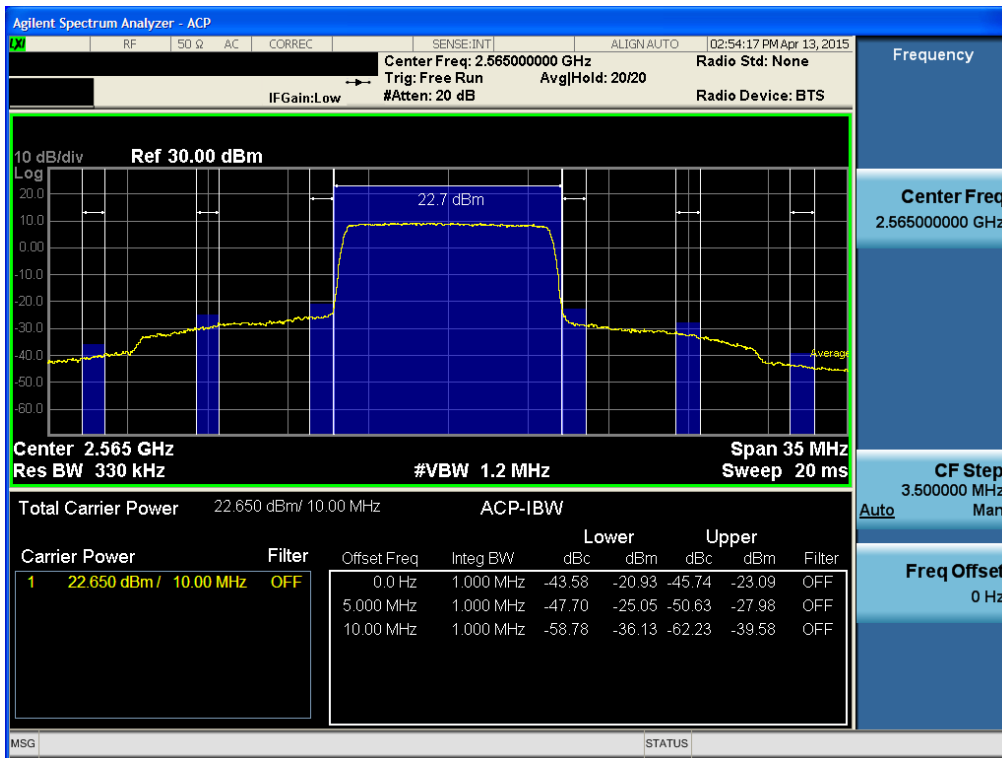 Agilent Spectrum Analyzer - ACP
LXI RF 50 Ω AC CORREC SENSE:INT ALIGN AUTO 02:54:17 PM Apr 13, 2015
Center Freq: 2.565000000 GHz Radio Std: None
Trig: Free Run Avg|Hold: 20/20
IFGain:Low #Atten: 20 dB Radio Device: BTS
10 dB/div Ref 30.00 dBm
Log
20.0
10.0
0.00
-10.0
-20.0
-30.0
-40.0
-50.0
-60.0
22.7 dBm
Average
Center 2.565 GHz Span 35 MHz
Res BW 330 kHz #VBW 1.2 MHz Sweep 20 ms
Total Carrier Power 22.650 dBm/ 10.00 MHz ACP-IBW
Lower Upper
Carrier Power Filter Offset Freq Integ BW dBc dBm dBc dBm Filter
1 22.650 dBm / 10.00 MHz OFF 0.0 Hz 1.000 MHz -43.58 -20.93 -45.74 -23.09 OFF
5.000 MHz 1.000 MHz -47.70 -25.05 -50.63 -27.98 OFF
10.00 MHz 1.000 MHz -58.78 -36.13 -62.23 -39.58 OFF
Frequency
Center Freq
2.565000000 GHz
CF Step
3.500000 MHz
Auto Man
Freq Offset
0 Hz
MSG STATUS